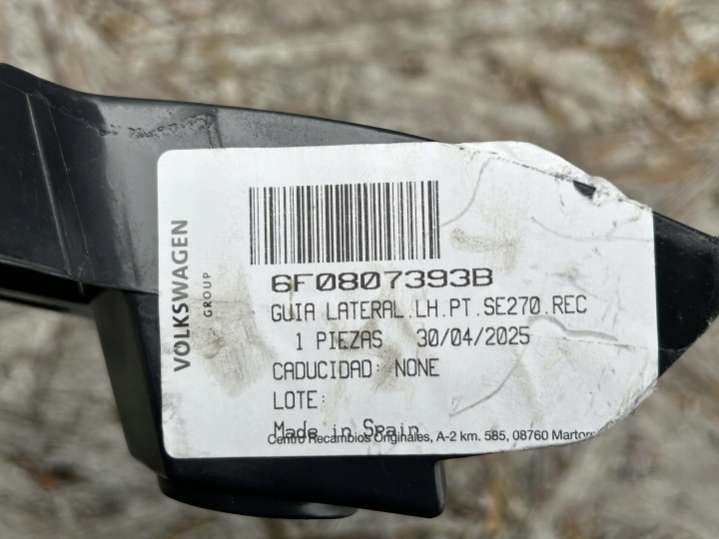 VOLKSWAGEN
GROUP
6F0807393B
GUIA LATERAL.LH.PT.SE270.REC
1 PIEZAS 30/04/2025
CADUCIDAD: NONE
LOTE:
Made in Spain
Centro Recambios Originales, A-2 km. 585, 08760 Martor